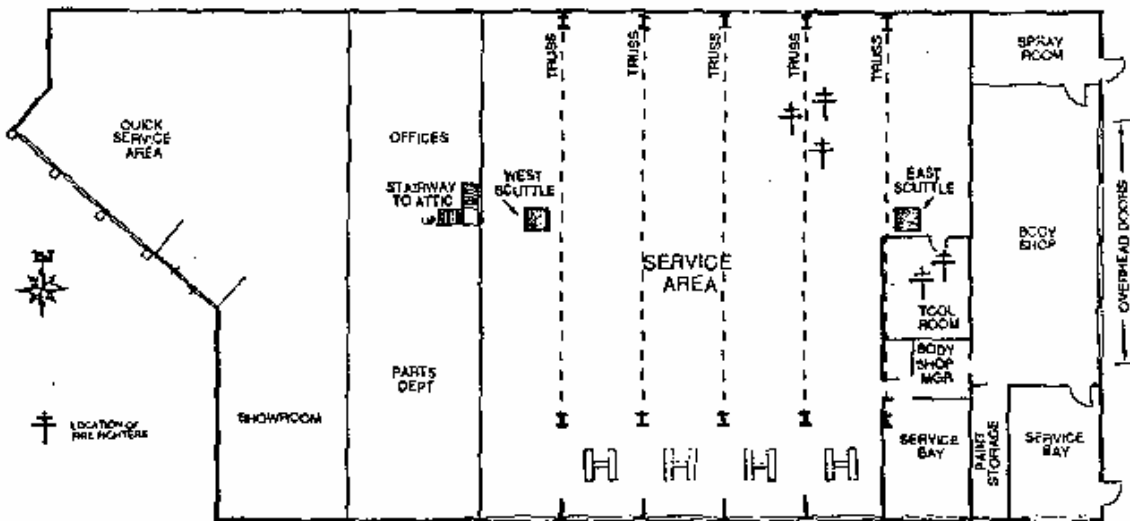 TRUSS
TRUSS
TRUSS
TRUSS
TRUSS
SPRAY
ROOM
QUICK
SERVICE
AREA
OFFICES
STAIRWAY
TO ATTIC
UP
WEST
SCUTTLE
EAST
SCUTTLE
BODY
SHOP
OVERHEAD DOORS
SERVICE
AREA
TOOL
ROOM
BODY
SHOP
MGR
PARTS
DEPT
LOCATION OF
FIRE FIGHTERS
SHOWROOM
SERVICE
BAY
PAINT
STORAGE
SERVICE
BAY